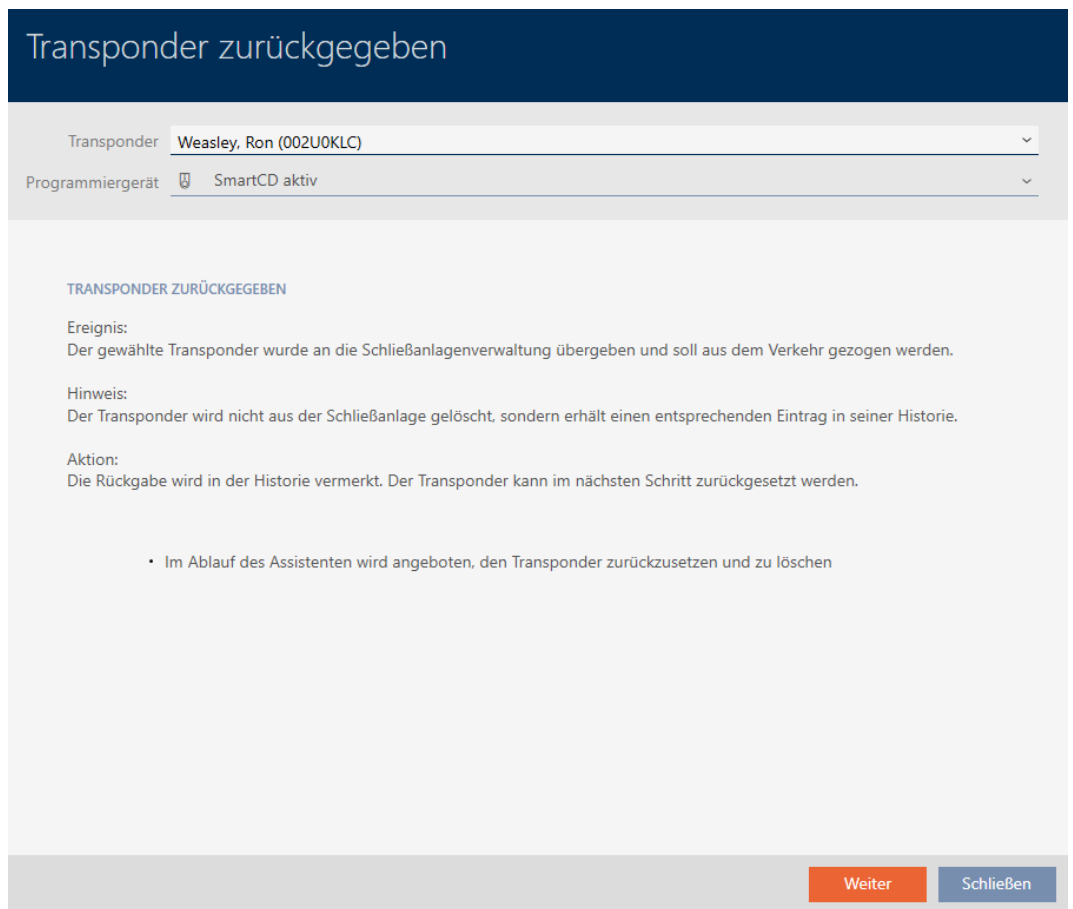 Transponder zurückgegeben
Transponder Weasley, Ron (002U0KLC)
Programmiergerät SmartCD aktiv
TRANSPONDER ZURÜCKGEGEBEN
Ereignis:
Der gewählte Transponder wurde an die Schließanlagenverwaltung übergeben und soll aus dem Verkehr gezogen werden.
Hinweis:
Der Transponder wird nicht aus der Schließanlage gelöscht, sondern erhält einen entsprechenden Eintrag in seiner Historie.
Aktion:
Die Rückgabe wird in der Historie vermerkt. Der Transponder kann im nächsten Schritt zurückgesetzt werden.
• Im Ablauf des Assistenten wird angeboten, den Transponder zurückzusetzen und zu löschen
Weiter Schließen